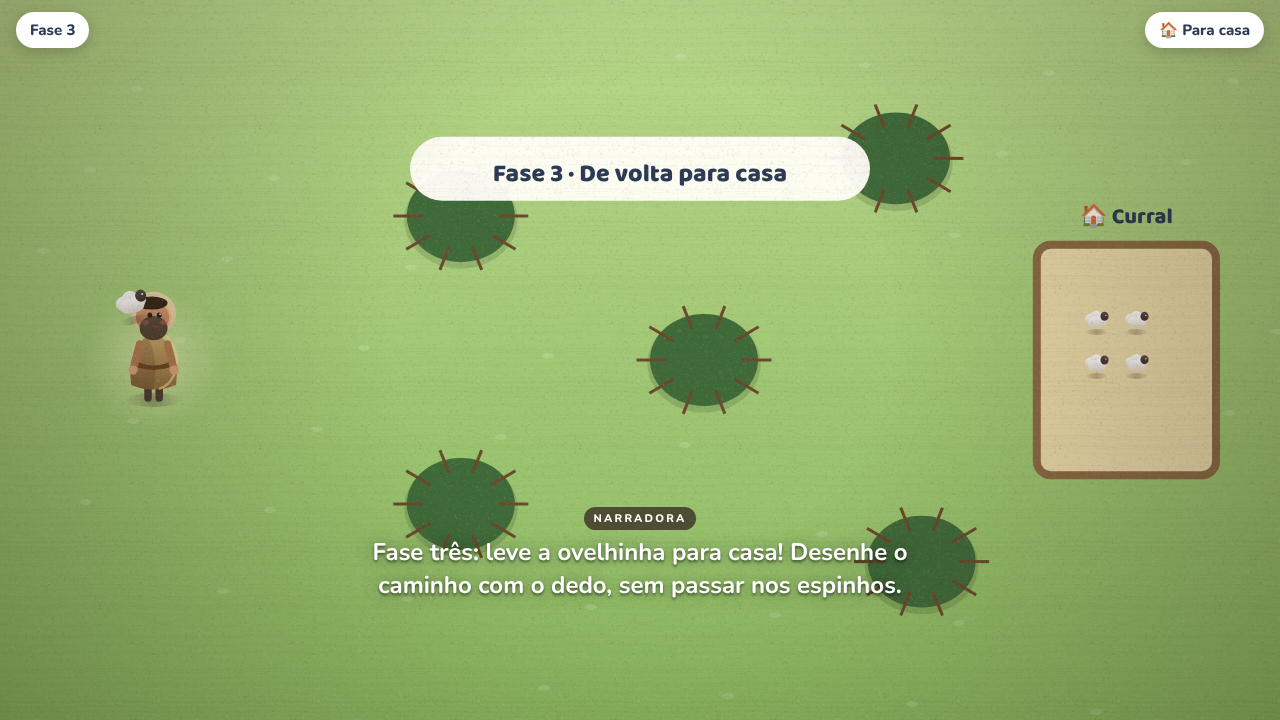 Fase 3
🏠 Para casa
Fase 3 · De volta para casa
🏠 Curral
NARRADORA
Fase três: leve a ovelhinha para casa! Desenhe o
caminho com o dedo, sem passar nos espinhos.